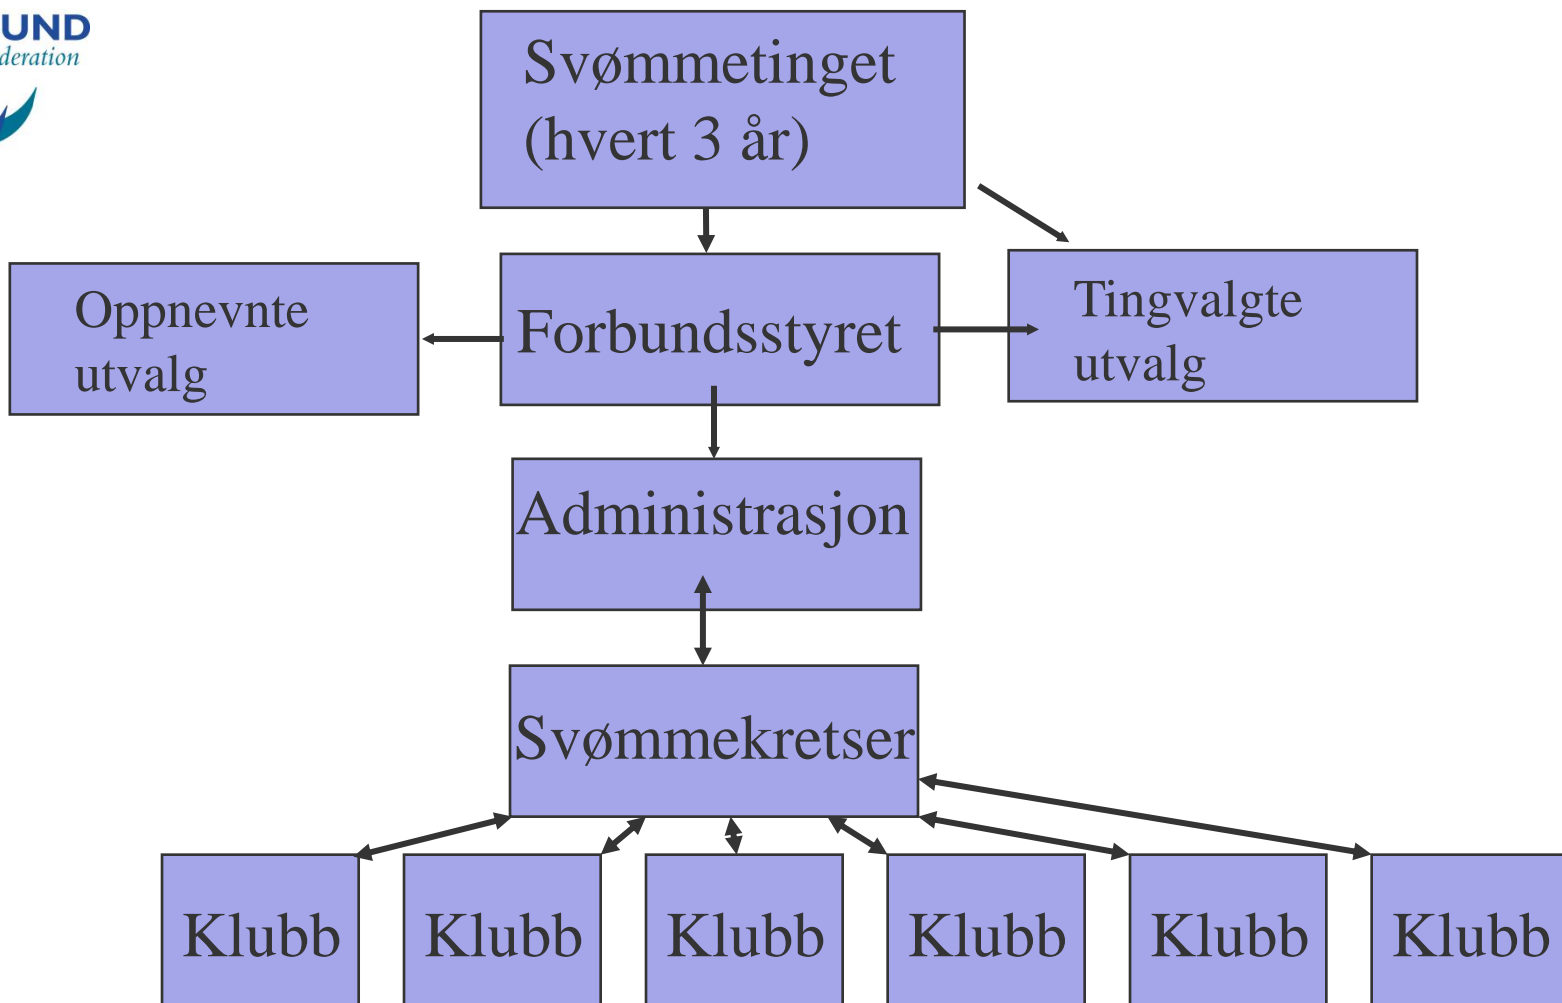 UND
deration
Svømmetinget
(hvert 3 år)
Oppnevnte
utvalg
Forbundsstyret
Tingvalgte
utvalg
Administrasjon
Svømmekretser
Klubb
Klubb
Klubb
Klubb
Klubb
Klubb